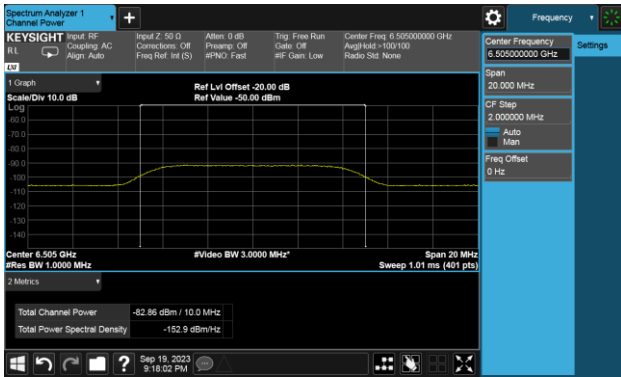 Spectrum Analyzer 1
Channel Power
Frequency
KEYSIGHT
Input: RF
Coupling: AC
Align: Auto
Input Z: 50 Ω
Corrections: Off
Freq Ref: Int (S)
Atten: 0 dB
Preamp: Off
#PNO: Fast
Trig: Free Run
Gate: Off
#IF Gain: Low
Center Freq: 6.505000000 GHz
Avg|Hold:>100/100
Radio Std: None
R L
LXI
Center Frequency
6.505000000 GHz
Settings
Span
20.000 MHz
CF Step
2.000000 MHz
Auto
Man
Freq Offset
0 Hz
1 Graph
Scale/Div 10.0 dB
Ref Lvl Offset -20.00 dB
Ref Value -50.00 dBm
Log
-60.0
-70.0
-80.0
-90.0
-100
-110
-120
-130
-140
Center 6.505 GHz
#Res BW 1.0000 MHz
#Video BW 3.0000 MHz*
Span 20 MHz
Sweep 1.01 ms (401 pts)
2 Metrics
Total Channel Power -82.86 dBm / 10.0 MHz
Total Power Spectral Density -152.9 dBm/Hz
?
Sep 19, 2023
9:18:02 PM